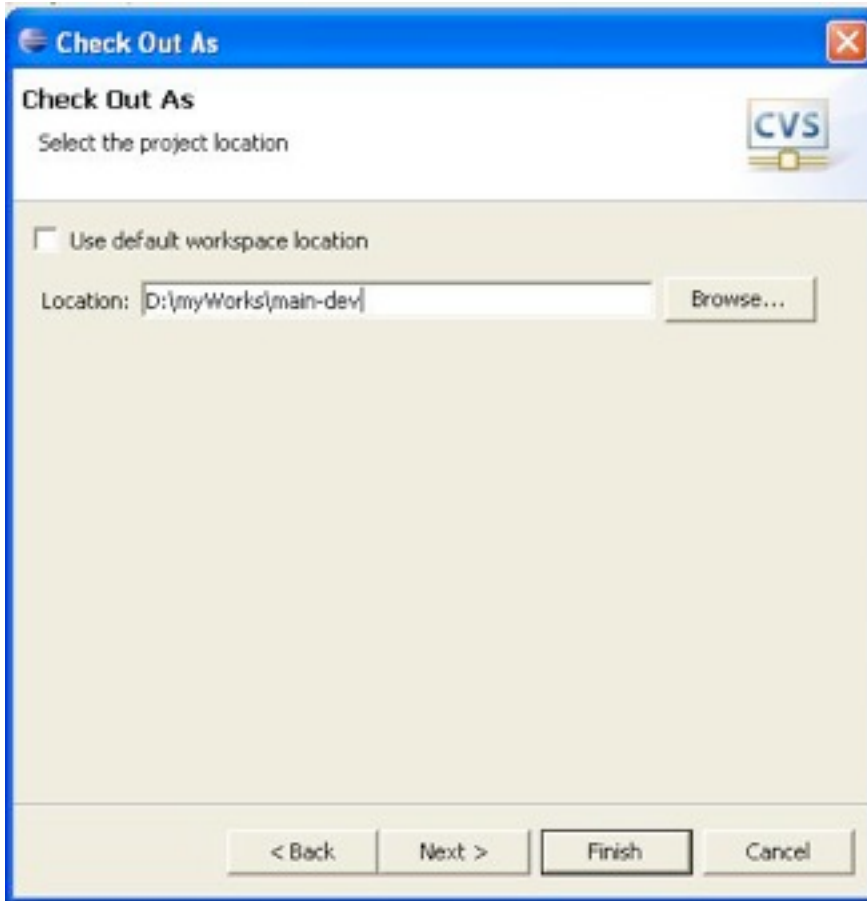 Check Out As
Check Out As
Select the project location
CVS
Use default workspace location
Location: D:\myWorks\main-dev Browse...
< Back Next > Finish Cancel